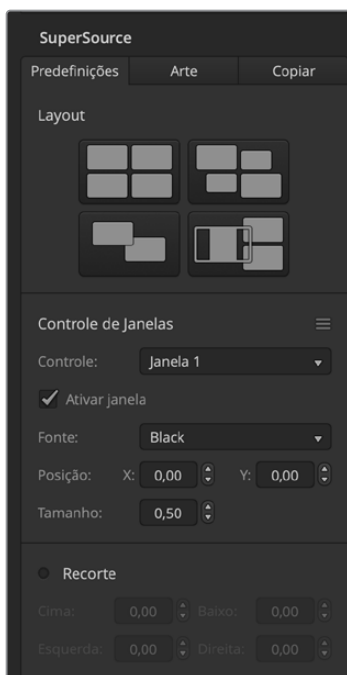 SuperSource
Predefinições Arte Copiar
Layout
Controle de Janelas
Controle: Janela 1
Ativar janela
Fonte: Black
Posição: X: 0,00 Y: 0,00
Tamanho: 0,50
Recorte
Cima: 0,00 Baixo: 0,00
Esquerda: 0,00 Direita: 0,00